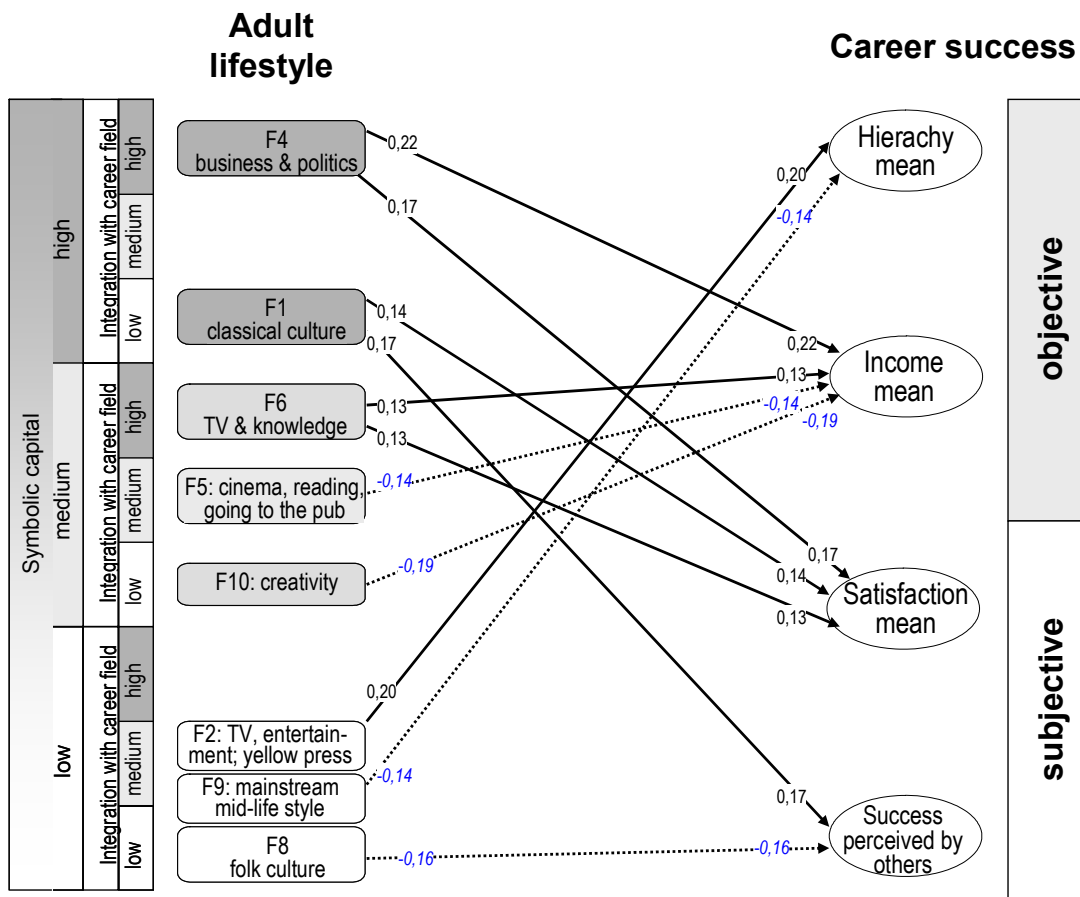 Adult
lifestyle
Career success
Symbolic capital
high
Integration with career field
high
medium
low
medium
Integration with career field
high
medium
low
low
Integration with career field
high
medium
low
F4
business & politics
F1
classical culture
F6
TV & knowledge
F5: cinema, reading,
going to the pub
F10: creativity
F2: TV, entertain-
ment; yellow press
F9: mainstream
mid-life style
F8
folk culture
0,22
0,17
0,14
0,17
0,13
0,13
-0,14
-0,19
0,20
-0,14
-0,16
0,20
-0,14
0,22
0,13
-0,14
-0,19
0,17
0,14
0,13
0,17
-0,16
Hierachy
mean
Income
mean
Satisfaction
mean
Success
perceived by
others
objective
subjective